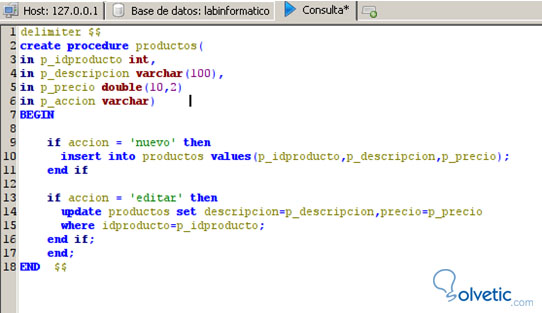 Host: 127.0.0.1 Base de datos: labinformatico Consulta*
1 delimiter $$
2 create procedure productos(
3 in p_idproducto int,
4 in p_descripcion varchar(100),
5 in p_precio double(10,2)
6 in p_accion varchar)
7 BEGIN
8
9 if accion = 'nuevo' then
10 insert into productos values(p_idproducto,p_descripcion,p_precio);
11 end if
12
13 if accion = 'editar' then
14 update productos set descripcion=p_descripcion,precio=p_precio
15 where idproducto=p_idproducto;
16 end if;
17 end;
18 END $$
Solvetic.com